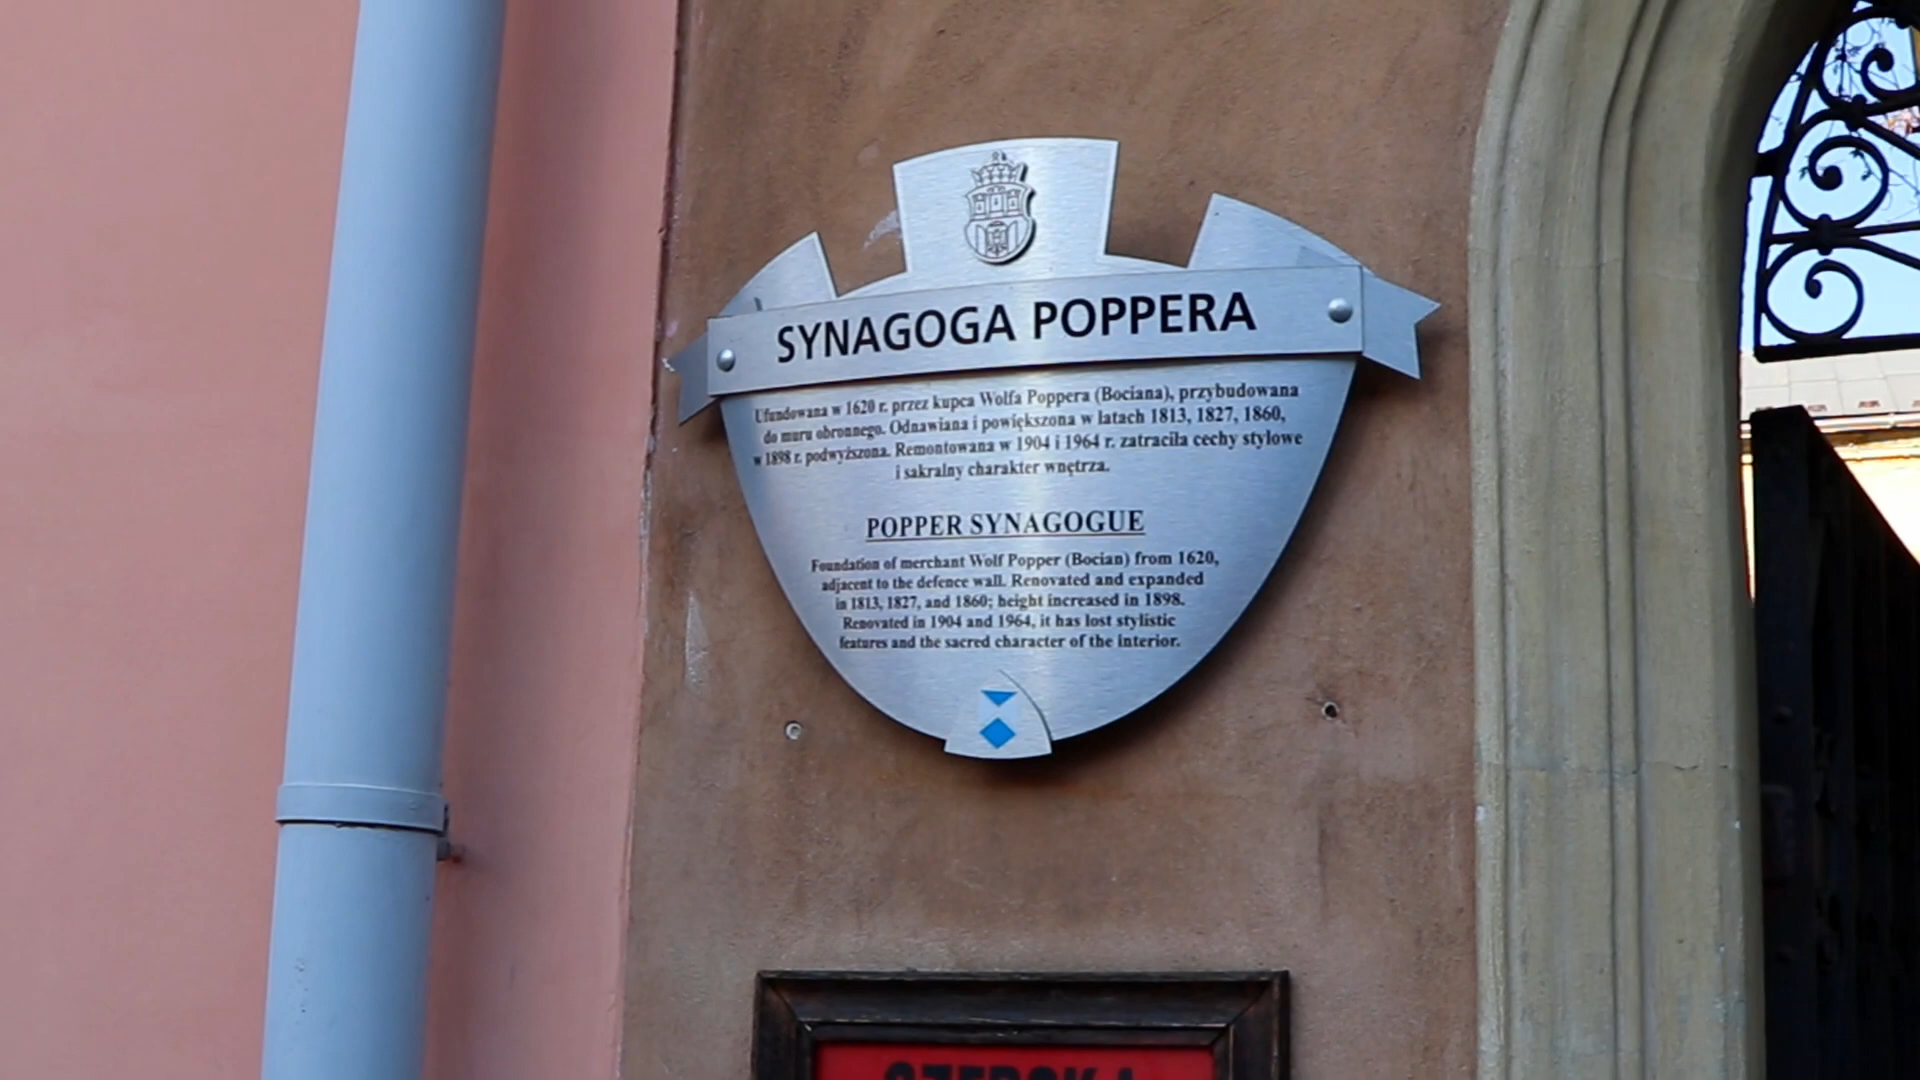 SYNAGOGA POPPERA
Ufundowana w 1620 r. przez kupca Wolfa Poppera (Bociana), przybudowana
do muru obronnego. Odnawiana i powiększona w latach 1813, 1827, 1860,
w 1898 r. podwyższona. Remontowana w 1904 i 1964 r. zatraciła cechy stylowe
i sakralny charakter wnętrza.
POPPER SYNAGOGUE
Foundation of merchant Wolf Popper (Bocian) from 1620,
adjacent to the defence wall. Renovated and expanded
in 1813, 1827, and 1860; height increased in 1898.
Renovated in 1904 and 1964, it has lost stylistic
features and the sacred character of the interior.